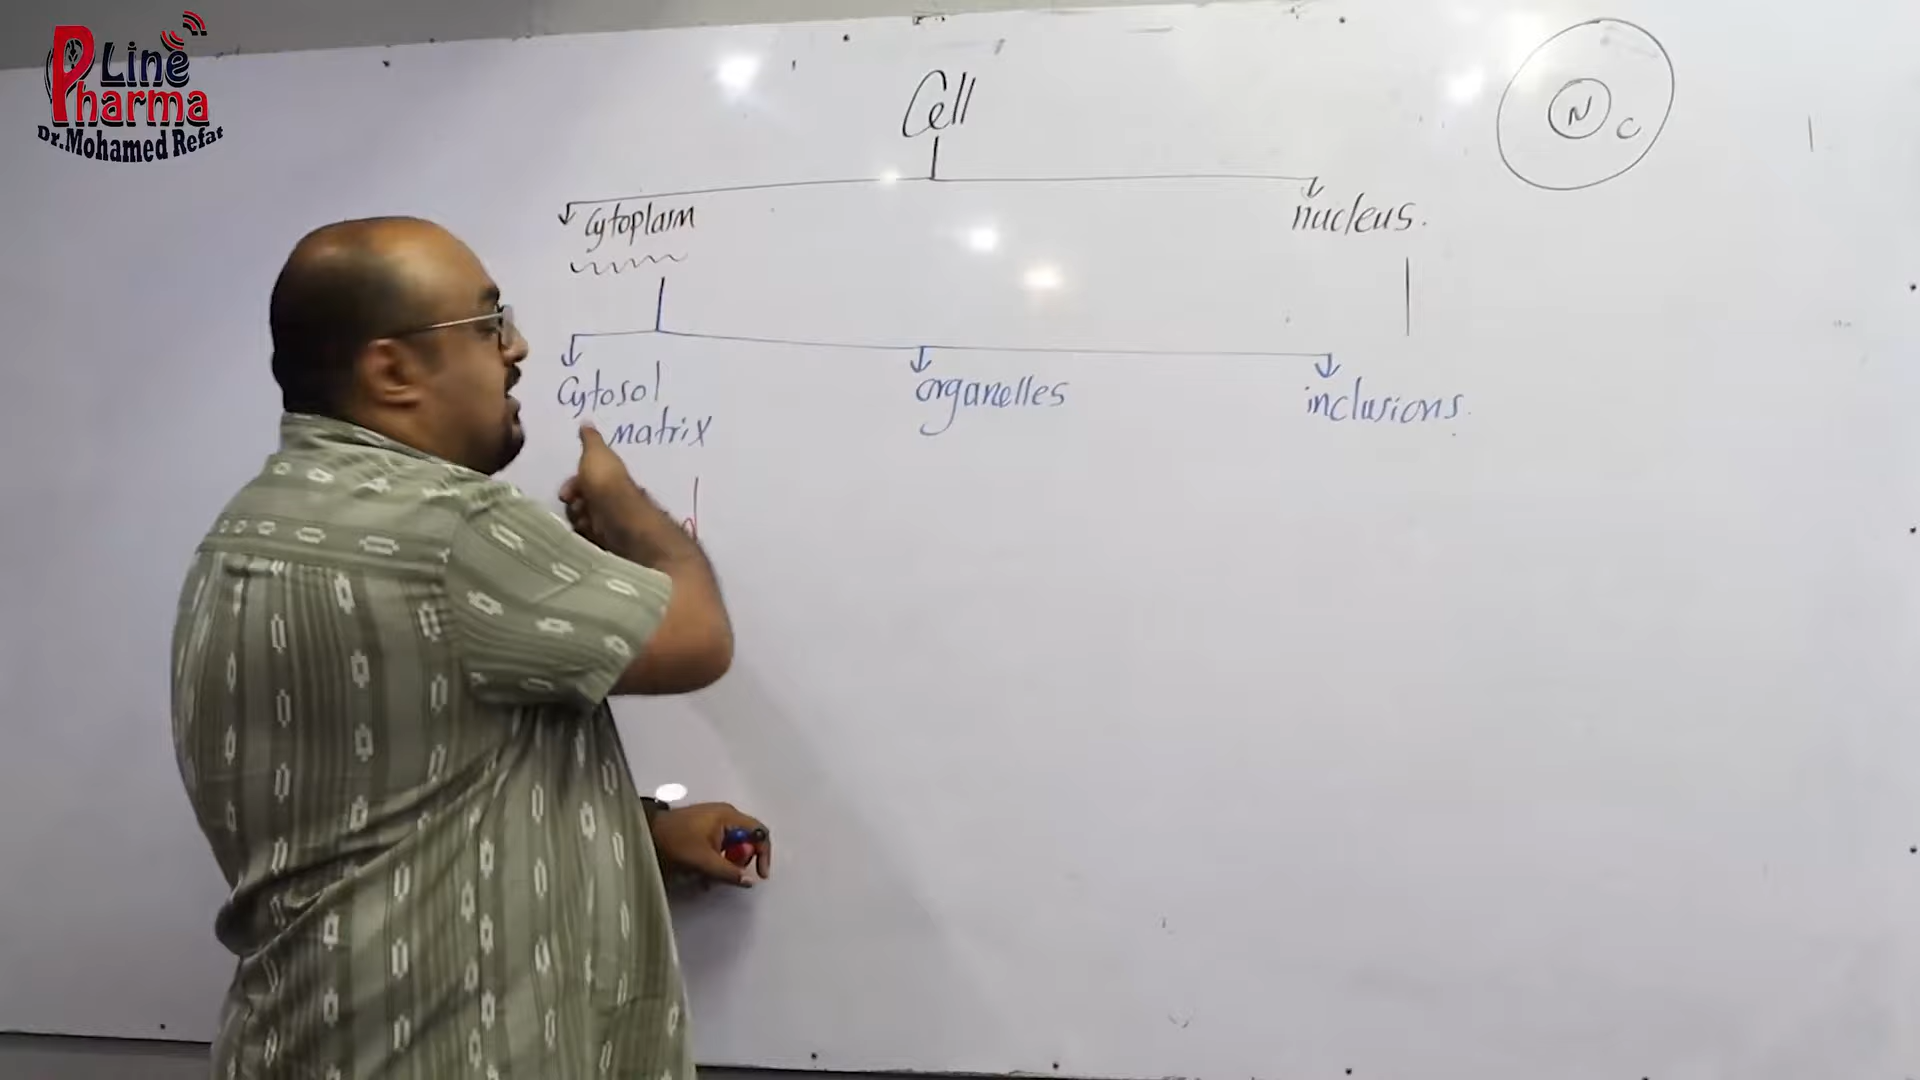 Line
Pharma
Dr.Mohamed Refat
Cell
N
C
Cytoplasm
nucleus.
Cytosol
matrix
organelles
inclusions.